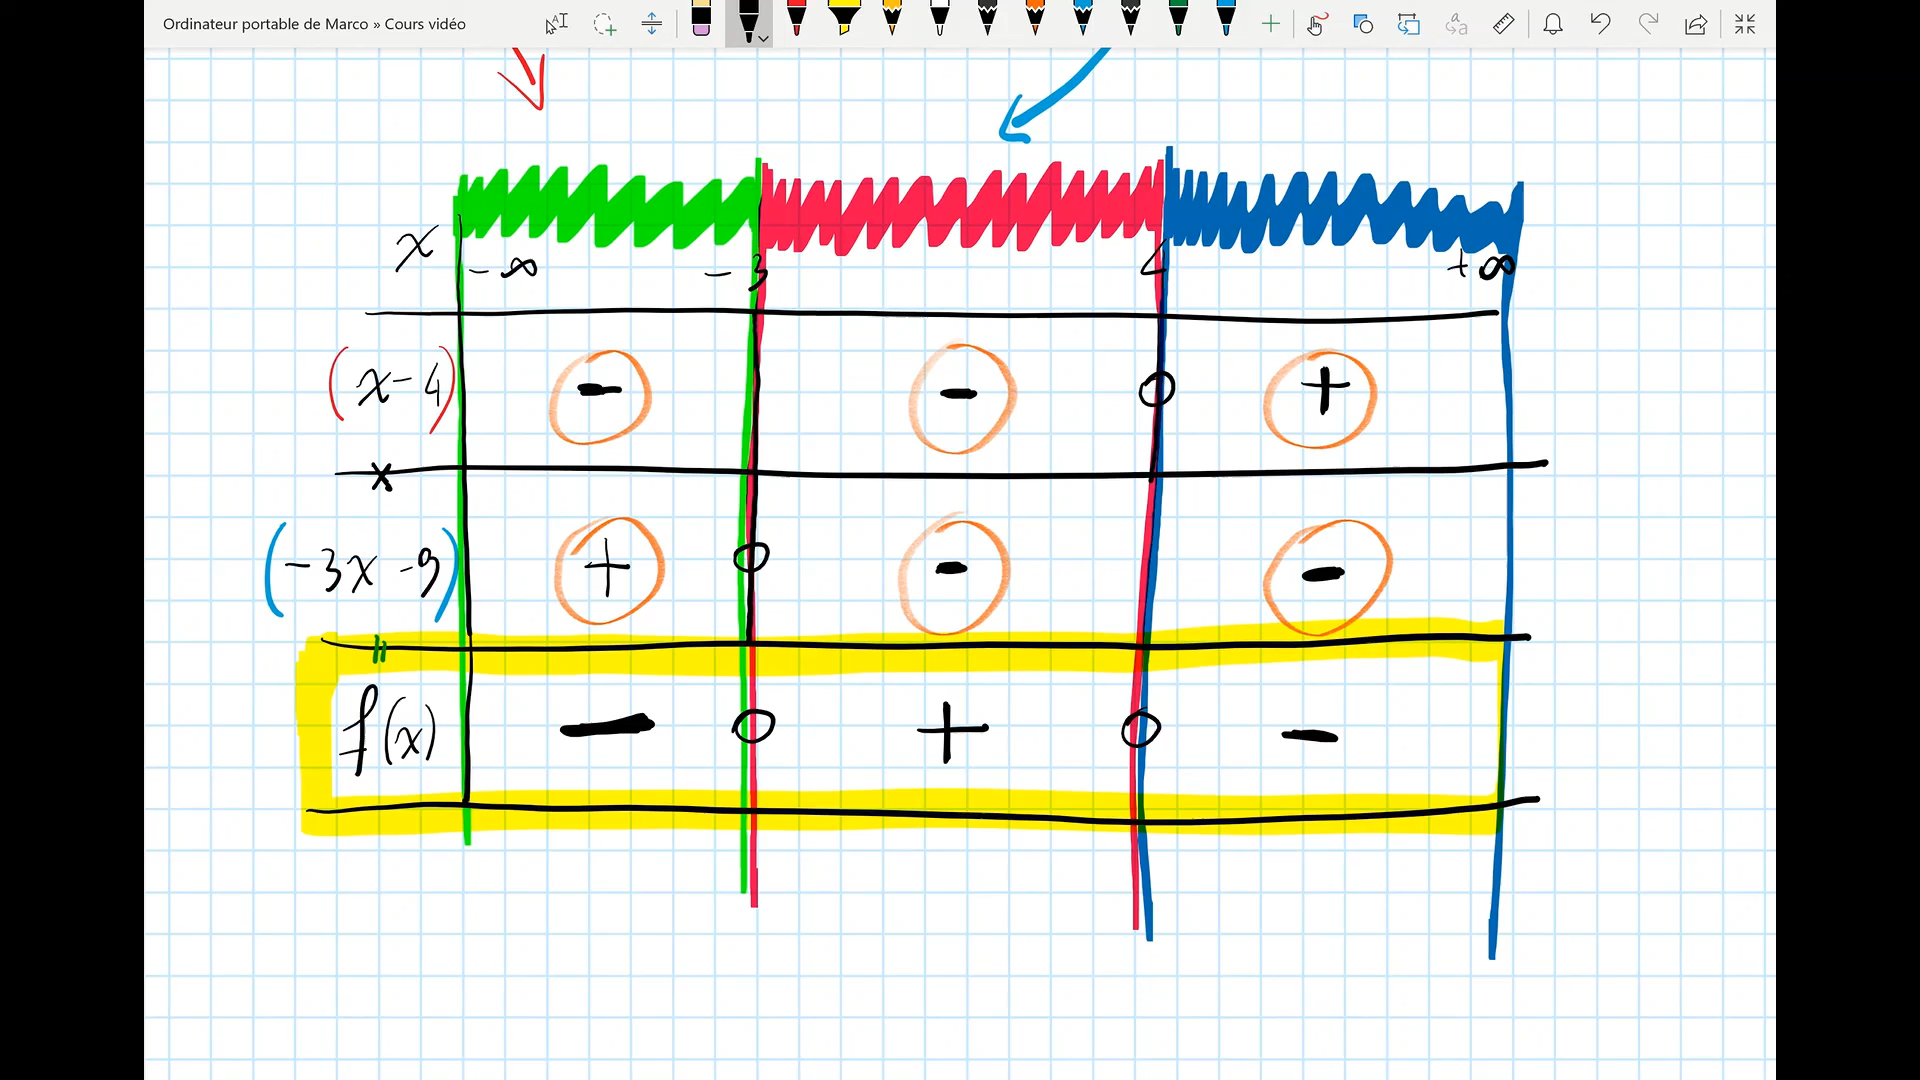 Ordinateur portable de Marco » Cours vidéo
x - ∞ - 3 4 + ∞
(x - 4) - - 0 +
×
(-3x - 9) + 0 - -
=
f(x) - 0 + 0 -